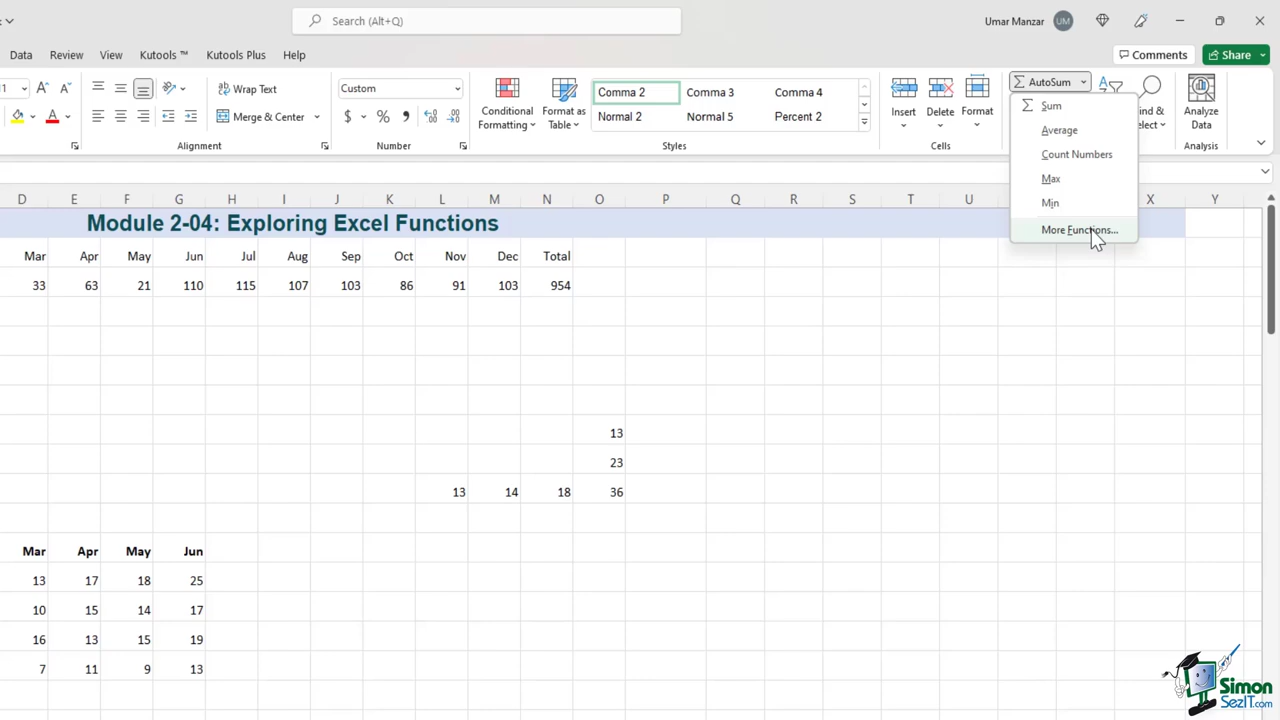 Search (Alt+Q)
Umar Manzar UM
Data Review View Kutools ™ Kutools Plus Help
Comments Share
Wrap Text
Merge & Center
Alignment
Custom
$ % 9
Number
Conditional Formatting
Format as Table
Comma 2 Comma 3 Comma 4
Normal 2 Normal 5 Percent 2
Styles
Insert Delete Format
Cells
AutoSum
Sum
Average
Count Numbers
Max
Min
More Functions...
Analyze Data
Analysis
D E F G H I J K L M N O P Q R S T U X Y
Module 2-04: Exploring Excel Functions
Mar Apr May Jun Jul Aug Sep Oct Nov Dec Total
33 63 21 110 115 107 103 86 91 103 954
13
23
13 14 18 36
Mar Apr May Jun
13 17 18 25
10 15 14 17
16 13 15 19
7 11 9 13
Simon
SezIT.com